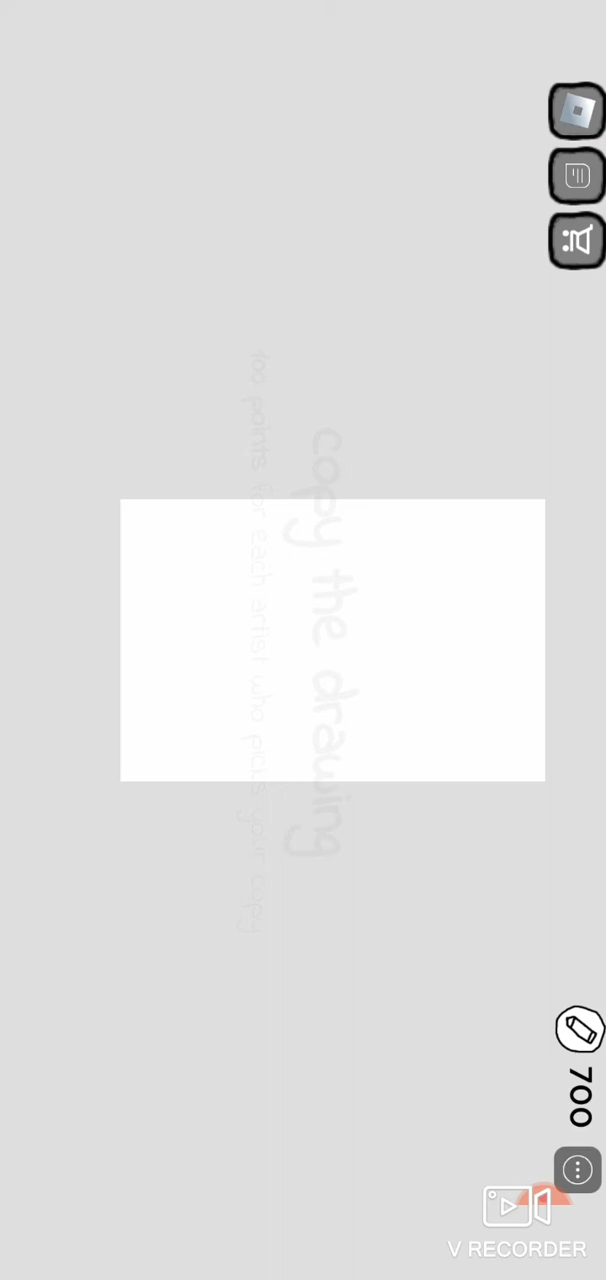 copy the drawing
100 points for each artist who picks your copy
700
V RECORDER